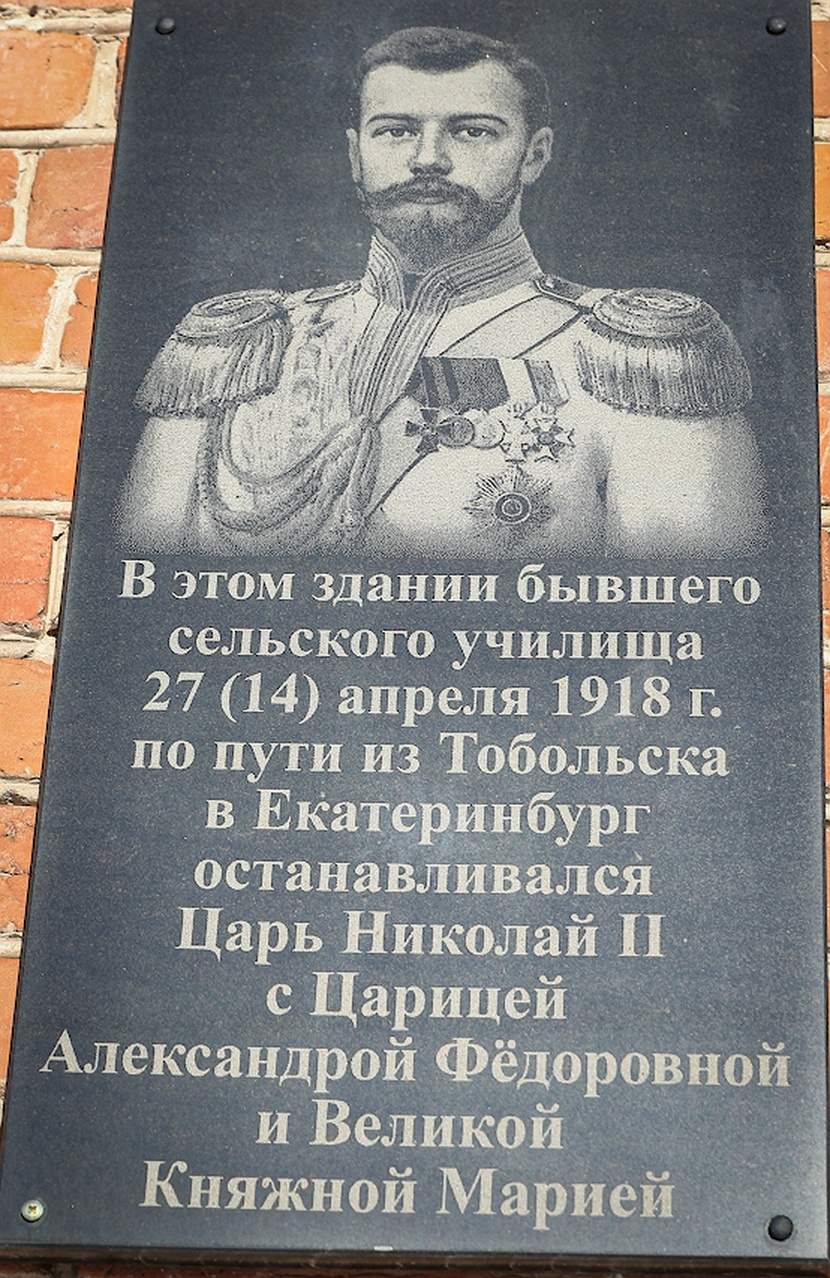 В этом здании бывшего
сельского училища
27 (14) апреля 1918 г.
по пути из Тобольска
в Екатеринбург
останавливался
Царь Николай II
с Царицей
Александрой Фёдоровной
и Великой
Княжной Марией